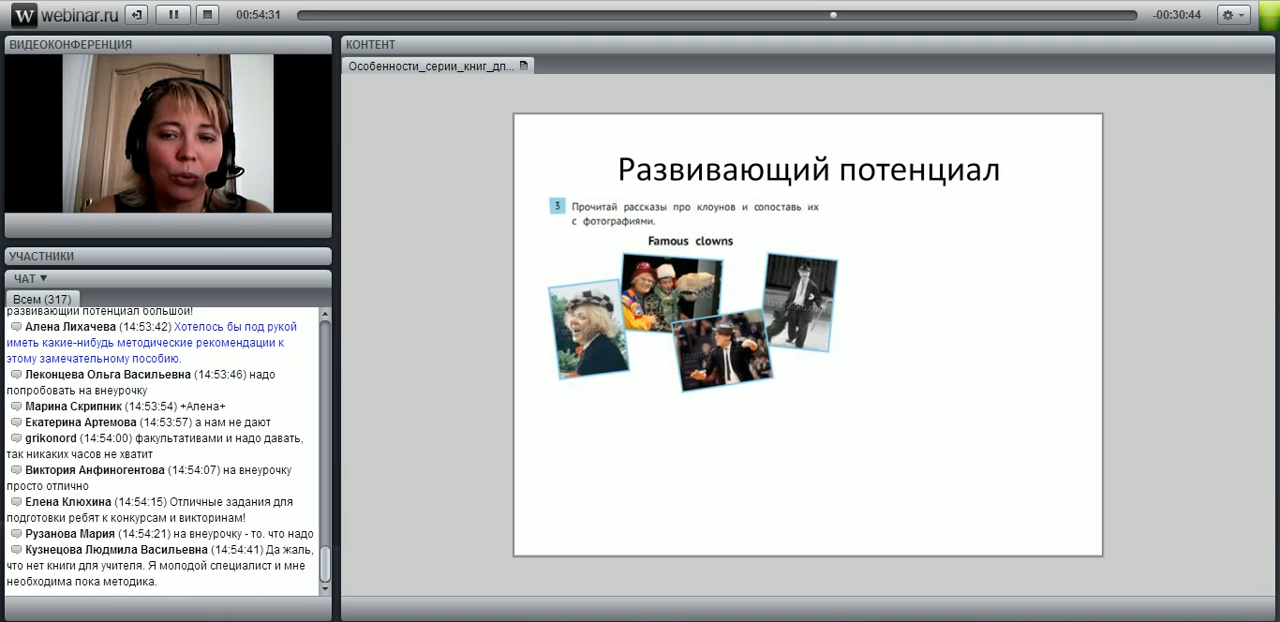 W webinar.ru
00:54:31
-00:30:44
ВИДЕОКОНФЕРЕНЦИЯ
УЧАСТНИКИ
ЧАТ
Всем (317)
развивающий потенциал большой!
Алена Лихачева (14:53:42) Хотелось бы под рукой
иметь какие-нибудь методические рекомендации к
этому замечательному пособию.
Леконцева Ольга Васильевна (14:53:46) надо
попробовать на внеурочку
Марина Скрипник (14:53:54) +Алена+
Екатерина Артемова (14:53:57) а нам не дают
grikonord (14:54:00) факультативами и надо давать,
так никаких часов не хватит
Виктория Анфиногентова (14:54:07) на внеурочку
просто отлично
Елена Клюхина (14:54:15) Отличные задания для
подготовки ребят к конкурсам и викторинам!
Рузанова Мария (14:54:21) на внеурочку - то. что надо
Кузнецова Людмила Васильевна (14:54:41) Да жаль,
что нет книги для учителя. Я молодой специалист и мне
необходима пока методика.
КОНТЕНТ
Особенности_серии_книг_дл...
Развивающий потенциал
3 Прочитай рассказы про клоунов и сопоставь их
с фотографиями.
Famous clowns